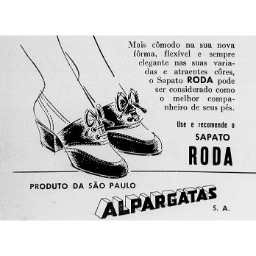 Mais cômodo na sua nova
fôrma, flexível e sempre
elegante nas suas varia-
das e atraentes côres,
o Sapato RODA pode
ser considerado como
o melhor compa-
nheiro de seus pés.
Use e recomende o
SAPATO
RODA
PRODUTO DA SÃO PAULO
ALPARGATAS
S. A.